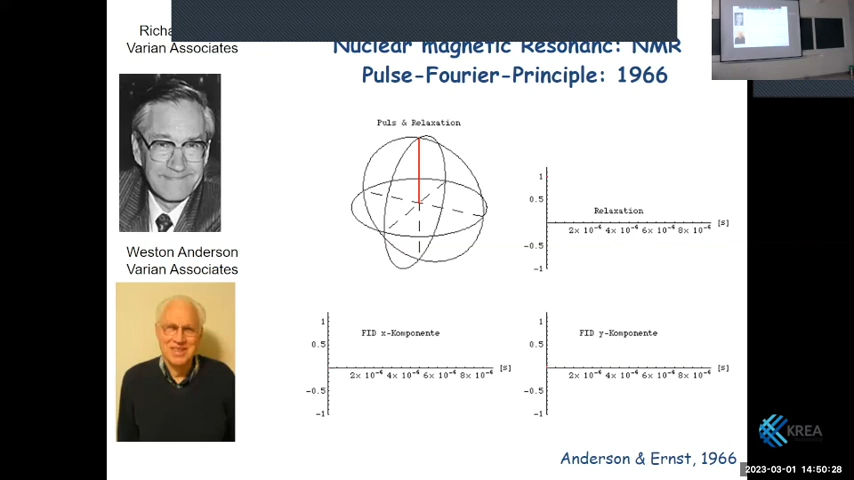 Varian Associates
Nuclear magnetic Resonanc: NMR
Pulse-Fourier-Principle: 1966
Puls & Relaxation
1
0.5
Relaxation
[S]
2× 10⁻⁶ 4× 10⁻⁶ 6× 10⁻⁶ 8× 10⁻⁶
-0.5
-1
Weston Anderson
Varian Associates
1
FID x-Komponente
0.5
[S]
2× 10⁻⁶ 4× 10⁻⁶ 6× 10⁻⁶ 8× 10⁻⁶
-0.5
-1
1
FID y-Komponente
0.5
[S]
2× 10⁻⁶ 4× 10⁻⁶ 6× 10⁻⁶ 8× 10⁻⁶
-0.5
-1
KREA
Anderson & Ernst, 1966
2023-03-01 14:50:28